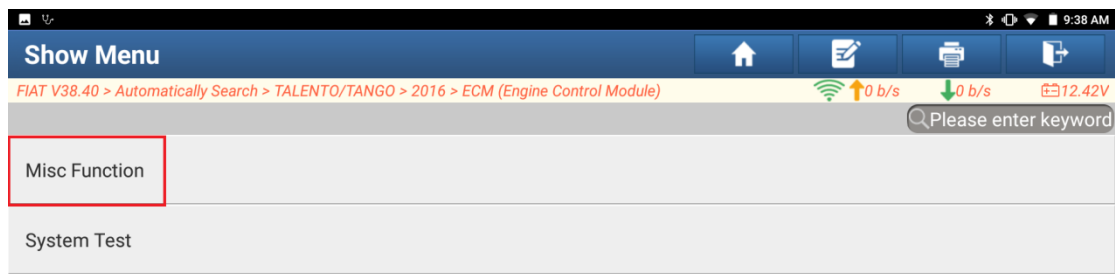 9:38 AM
Show Menu
FIAT V38.40 > Automatically Search > TALENTO/TANGO > 2016 > ECM (Engine Control Module) 0 b/s 0 b/s 12.42V
Please enter keyword
Misc Function
System Test